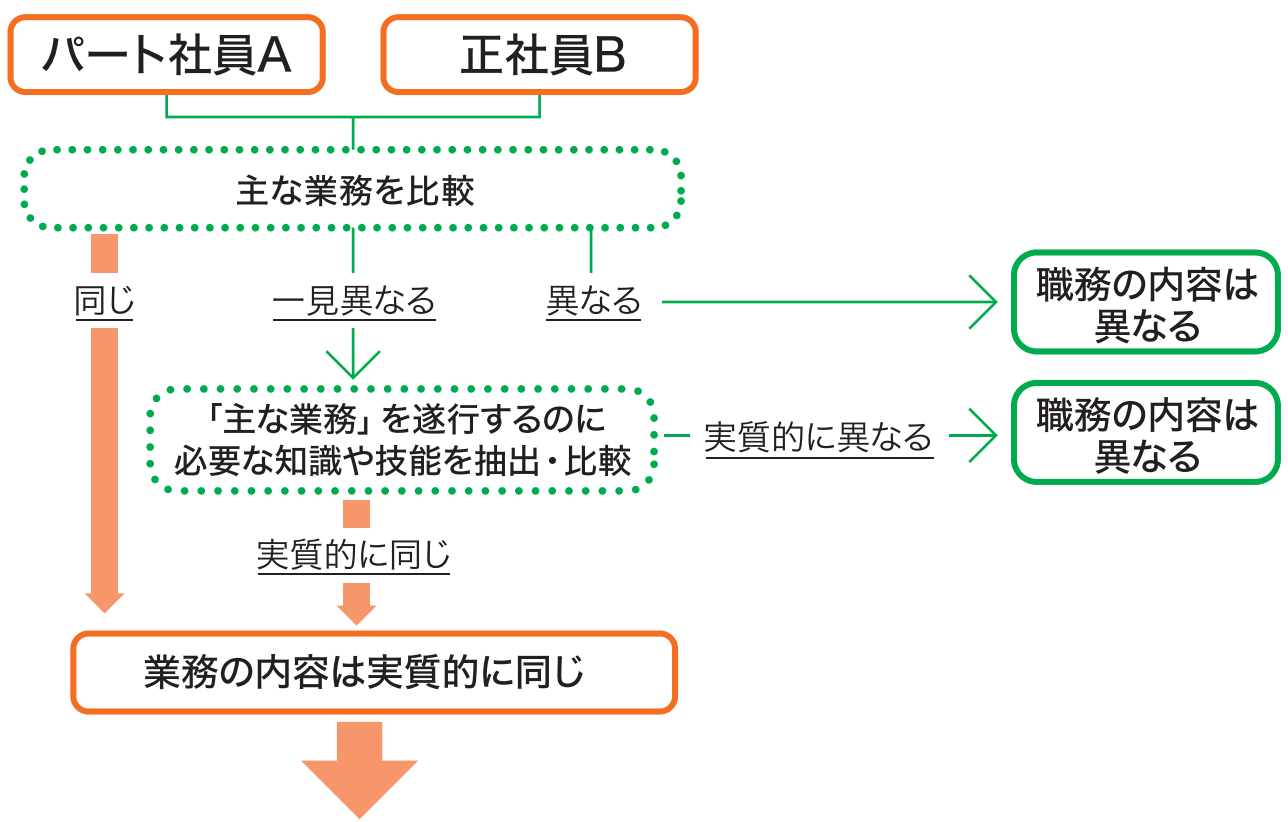 パート社員A
正社員B
主な業務を比較
同じ
一見異なる
異なる
職務の内容は
異なる
「主な業務」を遂行するのに
必要な知識や技能を抽出・比較
実質的に異なる
職務の内容は
異なる
実質的に同じ
業務の内容は実質的に同じ